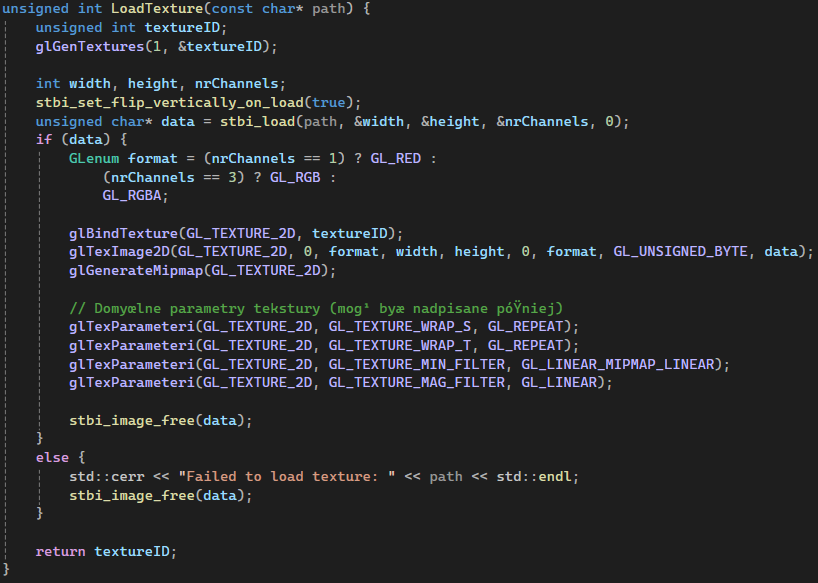 unsigned int LoadTexture(const char* path) {
    unsigned int textureID;
    glGenTextures(1, &textureID);

    int width, height, nrChannels;
    stbi_set_flip_vertically_on_load(true);
    unsigned char* data = stbi_load(path, &width, &height, &nrChannels, 0);
    if (data) {
        GLenum format = (nrChannels == 1) ? GL_RED :
            (nrChannels == 3) ? GL_RGB :
            GL_RGBA;

        glBindTexture(GL_TEXTURE_2D, textureID);
        glTexImage2D(GL_TEXTURE_2D, 0, format, width, height, 0, format, GL_UNSIGNED_BYTE, data);
        glGenerateMipmap(GL_TEXTURE_2D);

        // Domyœlne parametry tekstury (mog¹ byæ nadpisane póŸniej)
        glTexParameteri(GL_TEXTURE_2D, GL_TEXTURE_WRAP_S, GL_REPEAT);
        glTexParameteri(GL_TEXTURE_2D, GL_TEXTURE_WRAP_T, GL_REPEAT);
        glTexParameteri(GL_TEXTURE_2D, GL_TEXTURE_MIN_FILTER, GL_LINEAR_MIPMAP_LINEAR);
        glTexParameteri(GL_TEXTURE_2D, GL_TEXTURE_MAG_FILTER, GL_LINEAR);

        stbi_image_free(data);
    }
    else {
        std::cerr << "Failed to load texture: " << path << std::endl;
        stbi_image_free(data);
    }

    return textureID;
}